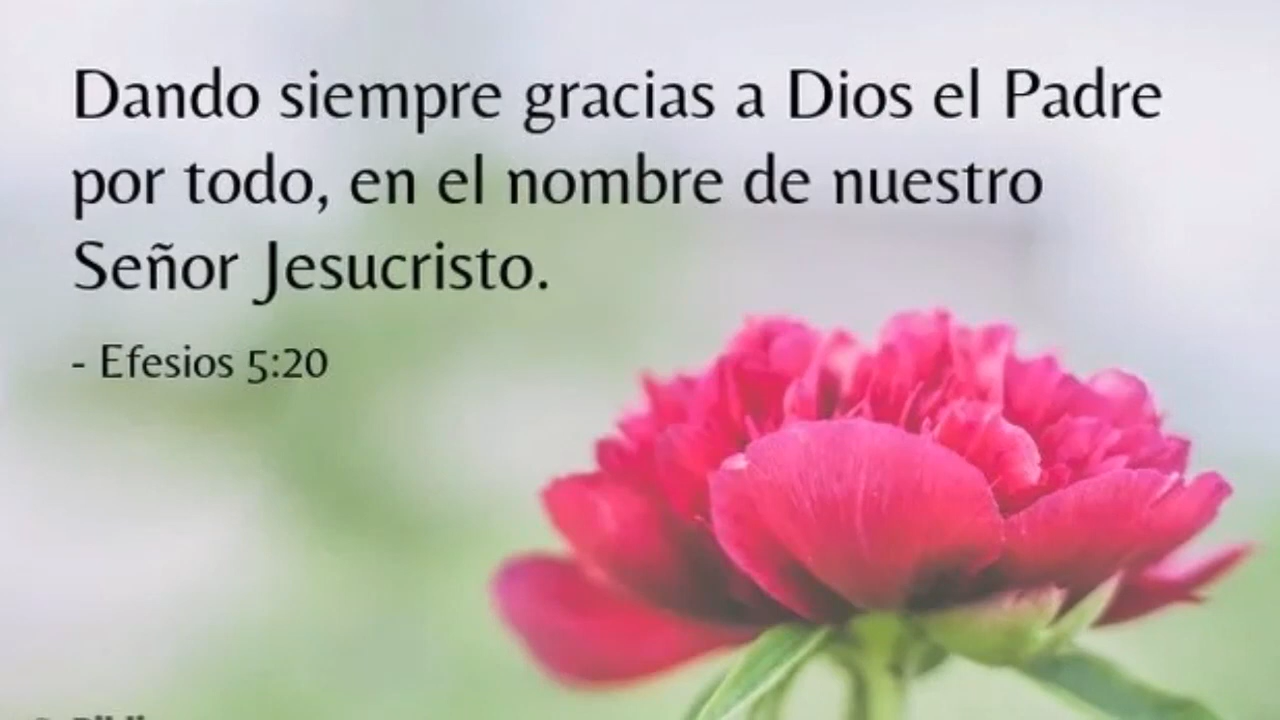 Dando siempre gracias a Dios el Padre
por todo, en el nombre de nuestro
Señor Jesucristo.
- Efesios 5:20